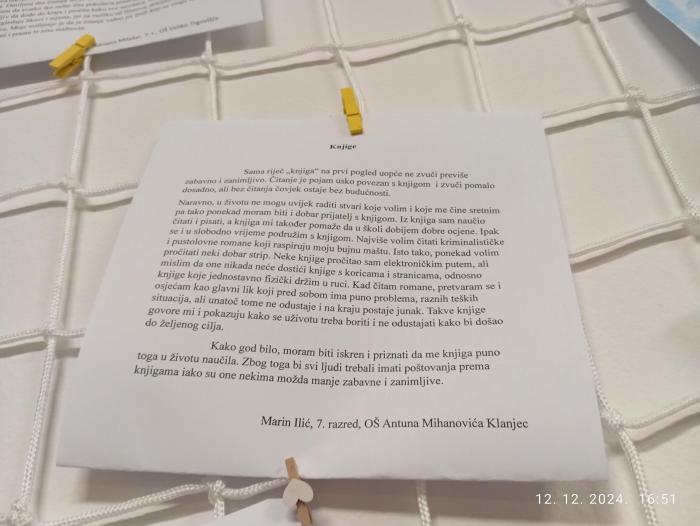 Marina Mladar, 7. r., OŠ Veliko Trgovišće
Knjige
Sama riječ „knjiga“ na prvi pogled uopće ne zvuči previše
zabavno i zanimljivo. Čitanje je pojam usko povezan s knjigom i zvuči pomalo
dosadno, ali bez čitanja čovjek ostaje bez budućnosti.
Naravno, u životu ne mogu uvijek raditi stvari koje volim i koje me čine sretnim
pa tako ponekad moram biti i dobar prijatelj s knjigom. Iz knjiga sam naučio
čitati i pisati, a knjiga mi također pomaže da u školi dobijem dobre ocjene. Ipak
se i u slobodno vrijeme podružim s knjigom. Najviše volim čitati kriminalističke
i pustolovne romane koji raspiruju moju bujnu maštu. Isto tako, ponekad volim
pročitati neki dobar strip. Neke knjige pročitao sam elektroničkim putem, ali
mislim da one nikada neće dostići knjige s koricama i stranicama, odnosno
knjige koje jednostavno fizički držim u ruci. Kad čitam romane, pretvaram se i
osjećam kao glavni lik koji pred sobom ima puno problema, raznih teških
situacija, ali unatoč tome ne odustaje i na kraju postaje junak. Takve knjige
govore mi i pokazuju kako se uživotu treba boriti i ne odustajati kako bi došao
do željenog cilja.
Kako god bilo, moram biti iskren i priznati da me knjiga puno
toga u životu naučila. Zbog toga bi svi ljudi trebali imati poštovanja prema
knjigama iako su one nekima možda manje zabavne i zanimljive.
Marin Ilić, 7. razred, OŠ Antuna Mihanovića Klanjec
12. 12. 2024. 16:51